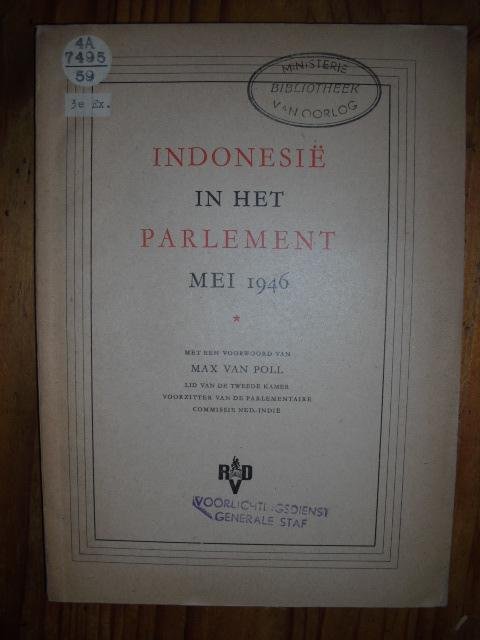 4A
7495
59
3e Ex.
MINISTERIE
BIBLIOTHEEK
VAN OORLOG
INDONESIË
IN HET
PARLEMENT
MEI 1946
*
MET EEN VOORWOORD VAN
MAX VAN POLL
LID VAN DE TWEEDE KAMER
VOORZITTER VAN DE PARLEMENTAIRE
COMMISSIE NED.-INDIË
RVD
VOORLICHTINGSDIENST
GENERALE STAF